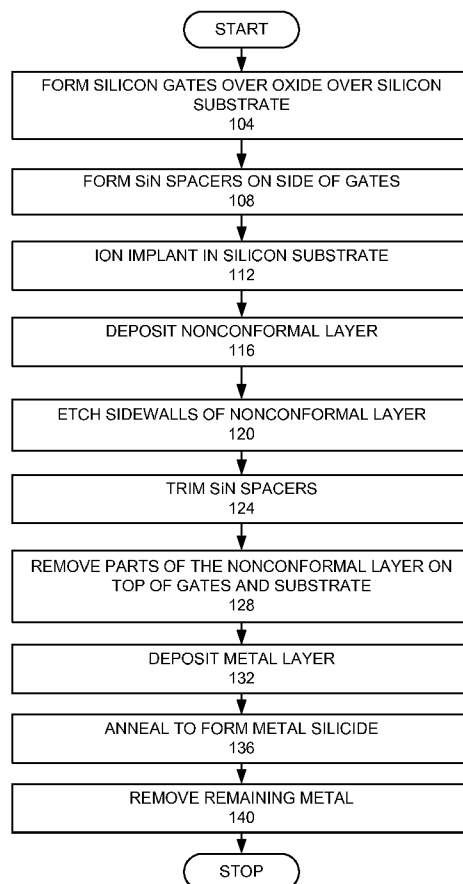 START
FORM SILICON GATES OVER OXIDE OVER SILICON
SUBSTRATE
104
FORM SiN SPACERS ON SIDE OF GATES
108
ION IMPLANT IN SILICON SUBSTRATE
112
DEPOSIT NONCONFORMAL LAYER
116
ETCH SIDEWALLS OF NONCONFORMAL LAYER
120
TRIM SiN SPACERS
124
REMOVE PARTS OF THE NONCONFORMAL LAYER ON
TOP OF GATES AND SUBSTRATE
128
DEPOSIT METAL LAYER
132
ANNEAL TO FORM METAL SILICIDE
136
REMOVE REMAINING METAL
140
STOP